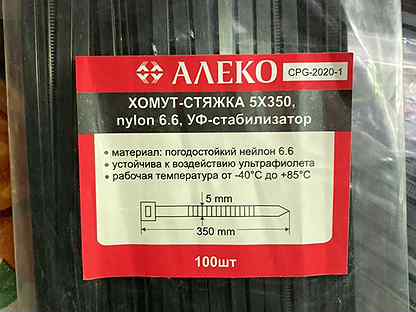 АЛЕКО
CPG-2020-1
ХОМУТ-СТЯЖКА 5X350,
nylon 6.6, УФ-стабилизатор
• материал: погодостойкий нейлон 6.6
• устойчива к воздействию ультрафиолета
• рабочая температура от -40°C до +85°C
5 mm
350 mm
100шт